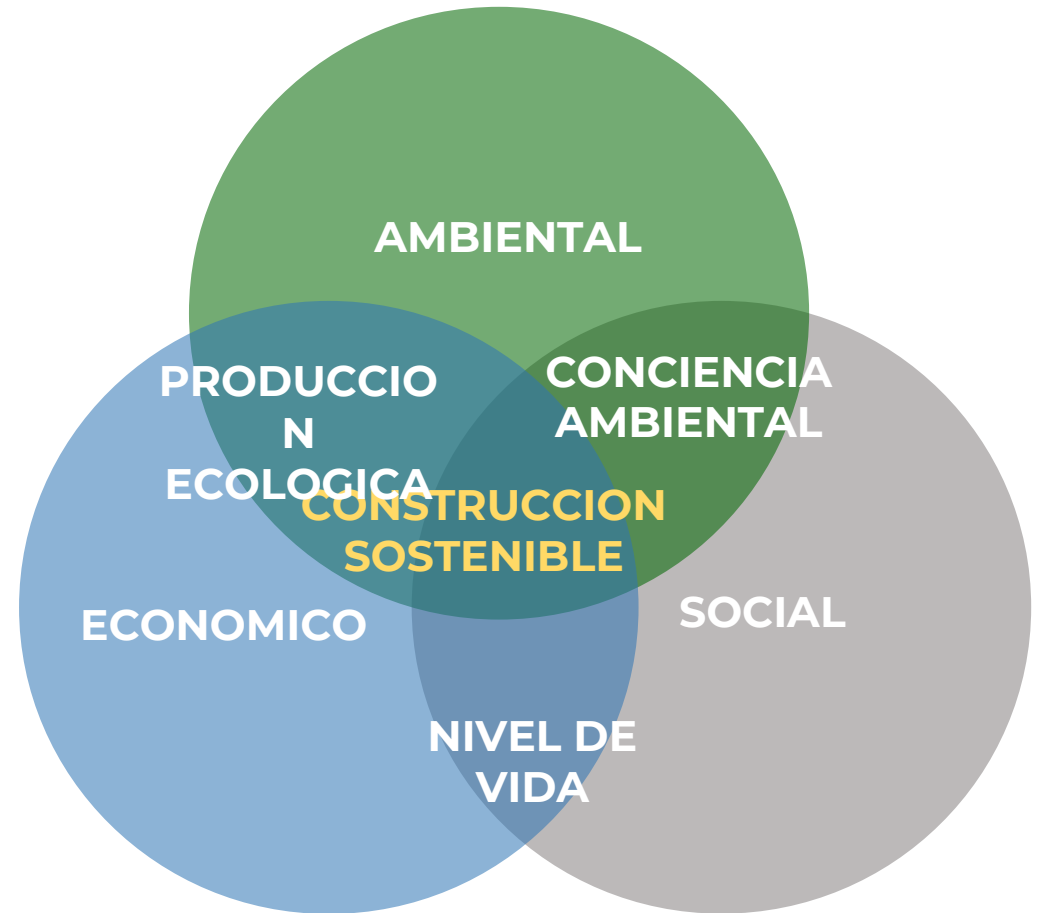 AMBIENTAL
PRODUCCIO
N
ECOLOGICA
CONCIENCIA
AMBIENTAL
CONSTRUCCION
SOSTENIBLE
ECONOMICO
SOCIAL
NIVEL DE
VIDA